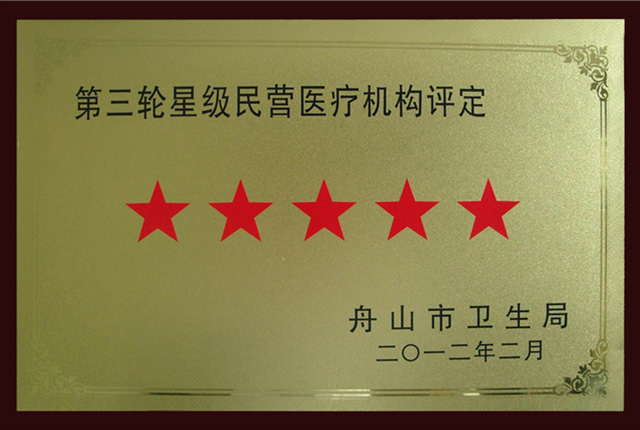 第三轮星级民营医疗机构评定
舟山市卫生局
二〇一二年二月